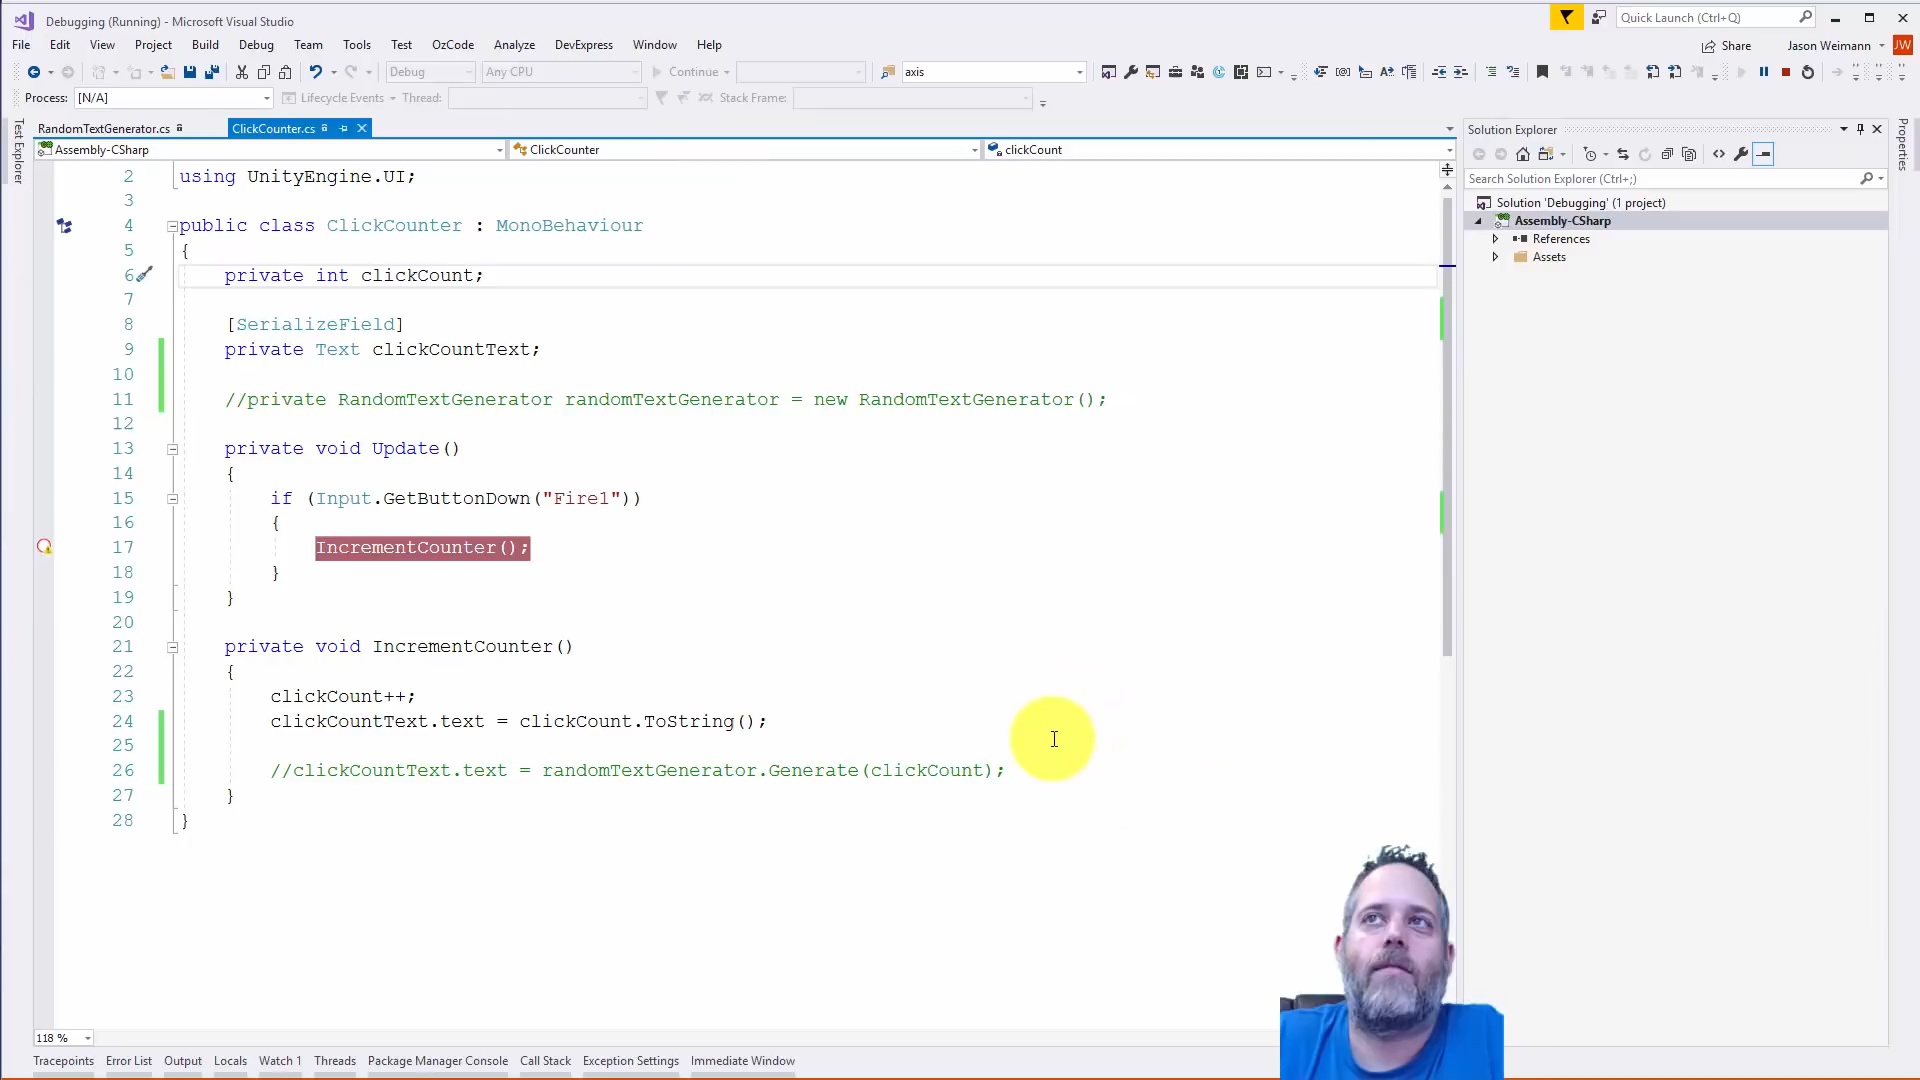 Debugging (Running) - Microsoft Visual Studio
Quick Launch (Ctrl+Q)
File Edit View Project Build Debug Team Tools Test OzCode Analyze DevExpress Window Help
Share Jason Weimann JW
Debug Any CPU Continue axis
Process: [N/A] Lifecycle Events Thread: Stack Frame:
Test Explorer
RandomTextGenerator.cs ClickCounter.cs
Assembly-CSharp ClickCounter clickCount
2 using UnityEngine.UI;
3
4 public class ClickCounter : MonoBehaviour
5 {
6 private int clickCount;
7
8 [SerializeField]
9 private Text clickCountText;
10
11 //private RandomTextGenerator randomTextGenerator = new RandomTextGenerator();
12
13 private void Update()
14 {
15 if (Input.GetButtonDown("Fire1"))
16 {
17 IncrementCounter();
18 }
19 }
20
21 private void IncrementCounter()
22 {
23 clickCount++;
24 clickCountText.text = clickCount.ToString();
25
26 //clickCountText.text = randomTextGenerator.Generate(clickCount);
27 }
28 }
118 %
Tracepoints Error List Output Locals Watch 1 Threads Package Manager Console Call Stack Exception Settings Immediate Window
Solution Explorer
Search Solution Explorer (Ctrl+;)
Solution 'Debugging' (1 project)
Assembly-CSharp
References
Assets
Properties